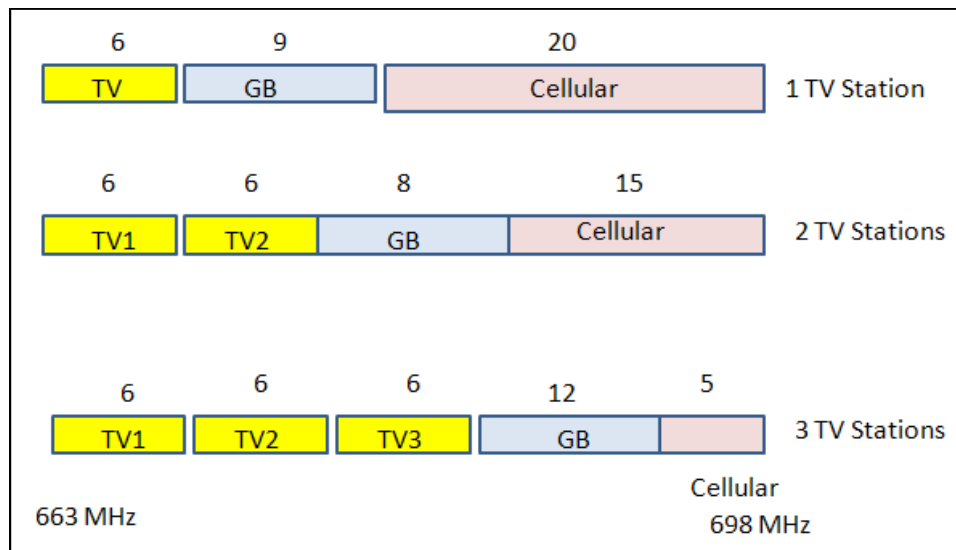 6 9 20
TV GB Cellular 1 TV Station
6 6 8 15
TV1 TV2 GB Cellular 2 TV Stations
6 6 6 12 5
TV1 TV2 TV3 GB 3 TV Stations
Cellular
663 MHz 698 MHz